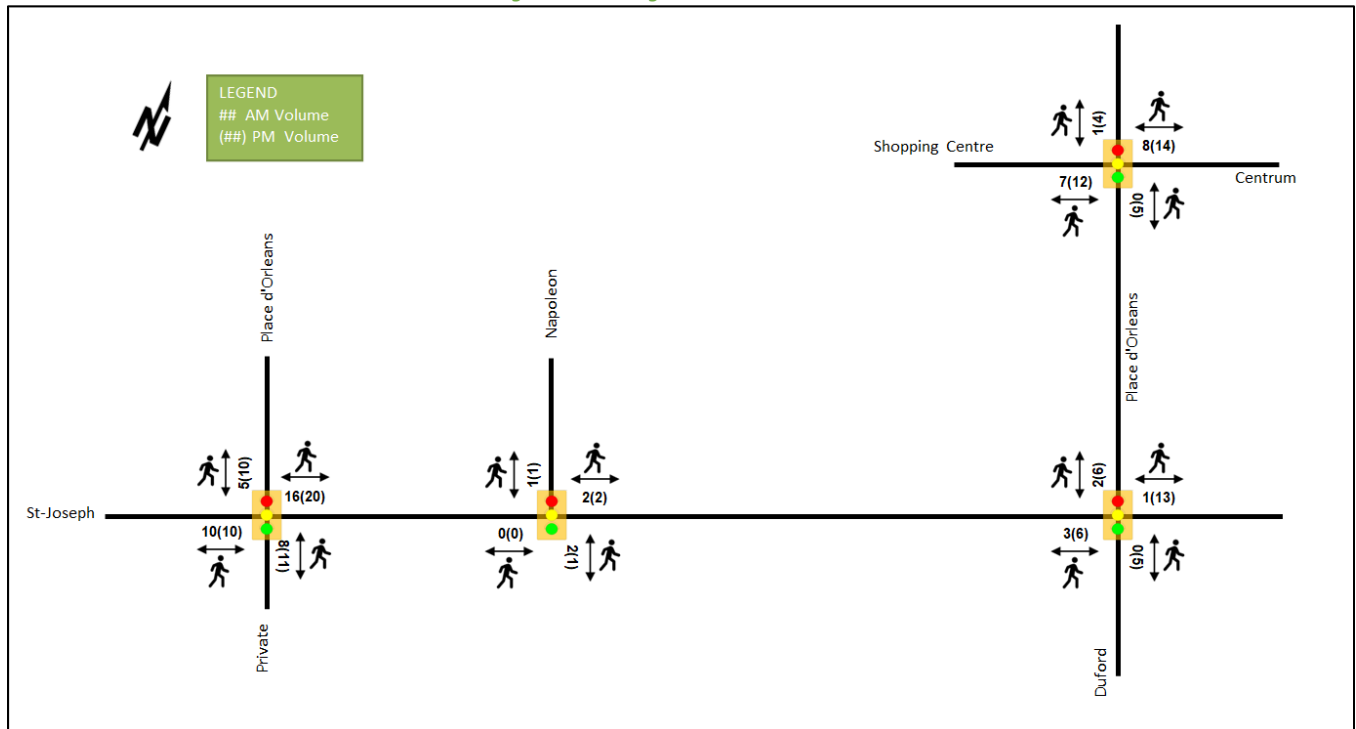 LEGEND
## AM Volume
(##) PM Volume
1(4)
8(14)
Shopping Centre
Centrum
7(12)
0(5)
Place d'Orleans
Napoleon
Place d'Orleans
5(10)
16(20)
1(1)
2(2)
2(6)
1(13)
St-Joseph
10(10)
8(11)
0(0)
2(1)
3(6)
0(5)
Private
Duford